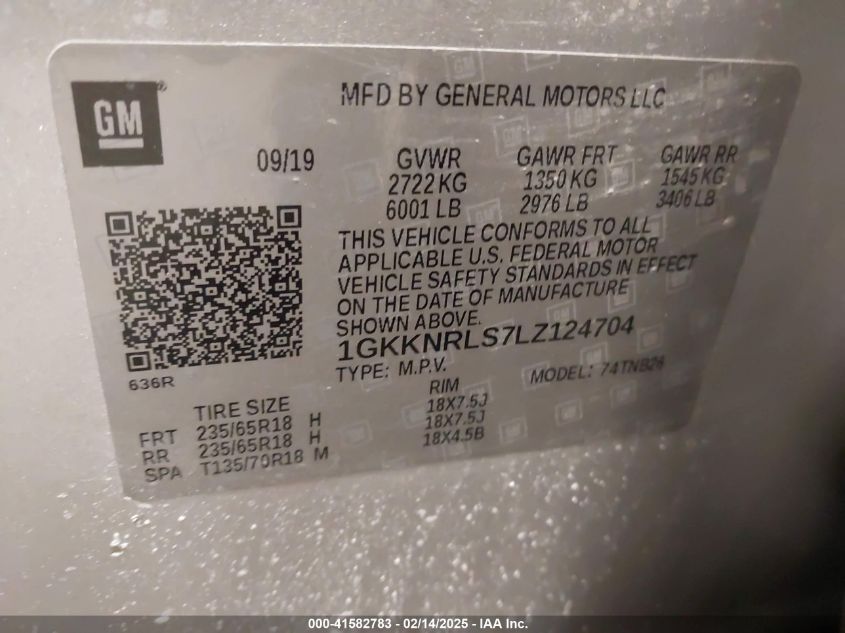 GM
MFD BY GENERAL MOTORS LLC
09/19
GVWR
2722 KG
6001 LB
GAWR FRT
1350 KG
2976 LB
GAWR RR
1545 KG
3406 LB
THIS VEHICLE CONFORMS TO ALL
APPLICABLE U.S. FEDERAL MOTOR
VEHICLE SAFETY STANDARDS IN EFFECT
ON THE DATE OF MANUFACTURE
SHOWN ABOVE.
1GKKNRLS7LZ124704
TYPE: M.P.V.
MODEL: 74TNB26
636R
TIRE SIZE RIM
FRT 235/65R18 H 18X7.5J
RR 235/65R18 H 18X7.5J
SPA T135/70R18 M 18X4.5B
000-41582783 - 02/14/2025 - IAA Inc.